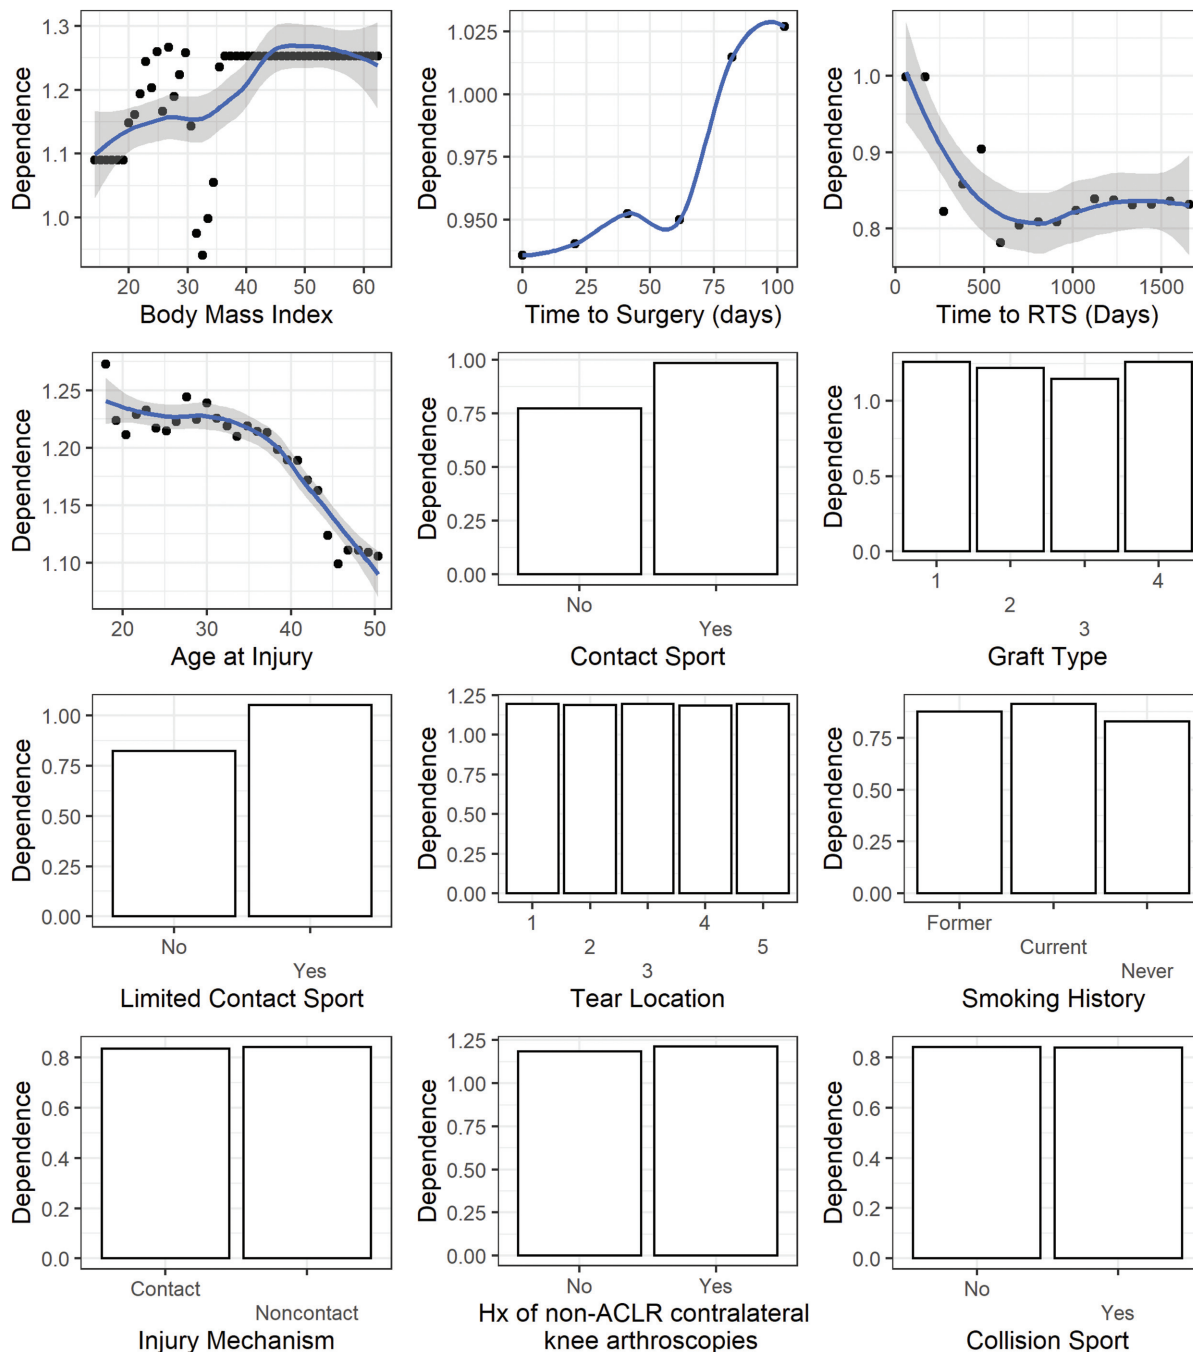 Dependence
1.3
1.2
1.1
1.0
20 30 40 50 60
Body Mass Index
Dependence
1.025
1.000
0.975
0.950
0 25 50 75 100
Time to Surgery (days)
Dependence
1.0
0.9
0.8
0 500 1000 1500
Time to RTS (Days)
Dependence
1.25
1.20
1.15
1.10
20 30 40 50
Age at Injury
Dependence
1.00
0.75
0.50
0.25
0.00
No
Yes
Contact Sport
Dependence
1.0
0.5
0.0
1 4
2
3
Graft Type
Dependence
1.00
0.75
0.50
0.25
0.00
No
Yes
Limited Contact Sport
Dependence
1.25
1.00
0.75
0.50
0.25
0.00
1 4
2 5
3
Tear Location
Dependence
0.75
0.50
0.25
0.00
Former
Current
Never
Smoking History
Dependence
0.8
0.6
0.4
0.2
0.0
Contact
Noncontact
Injury Mechanism
Dependence
1.25
1.00
0.75
0.50
0.25
0.00
No Yes
Hx of non-ACLR contralateral
knee arthroscopies
Dependence
0.8
0.6
0.4
0.2
0.0
No
Yes
Collision Sport